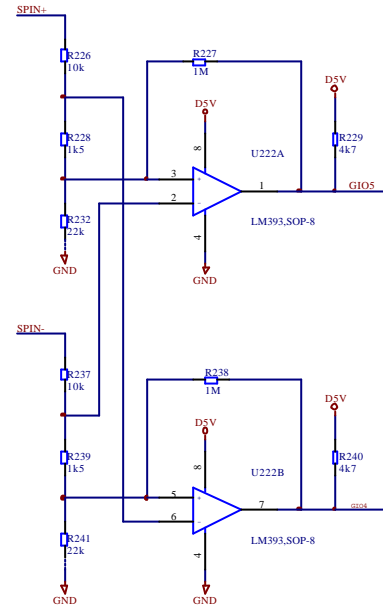 SPIN+
R226
10k
R227
1M
D5V
D5V
R228
1k5
8
U222A
R229
4k7
3
+
1
GIO5
2
-
R232
22k
LM393,SOP-8
4
GND
GND
SPIN-
R237
10k
R238
1M
D5V
D5V
R239
1k5
8
U222B
R240
4k7
5
+
7
GIO4
6
-
R241
22k
LM393,SOP-8
4
GND
GND